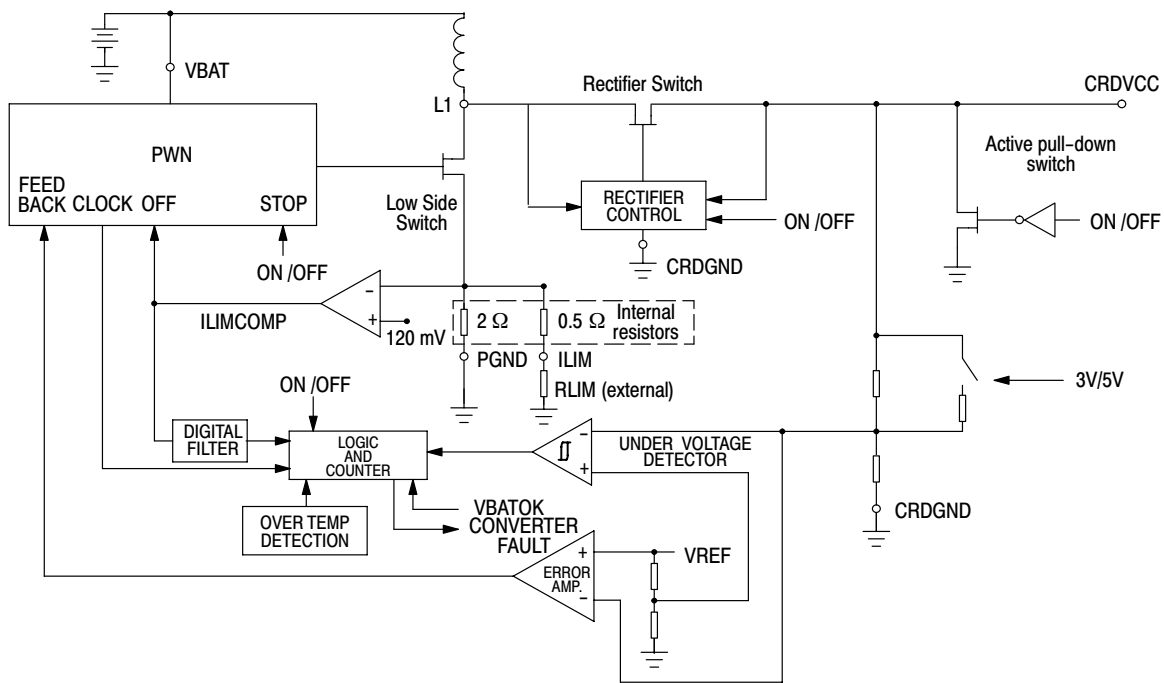 VBAT
L1
Rectifier Switch
CRDVCC
PWN
FEED
BACK
CLOCK
OFF
STOP
ON /OFF
Low Side
Switch
RECTIFIER
CONTROL
ON /OFF
CRDGND
Active pull-down
switch
ON /OFF
ILIMCOMP
-
+
120 mV
2 Ω
0.5 Ω
Internal
resistors
PGND
ILIM
RLIM (external)
3V/5V
ON /OFF
DIGITAL
FILTER
LOGIC
AND
COUNTER
-
+
UNDER VOLTAGE
DETECTOR
OVER TEMP
DETECTION
VBATOK
CONVERTER
FAULT
CRDGND
+
ERROR
AMP.
-
VREF